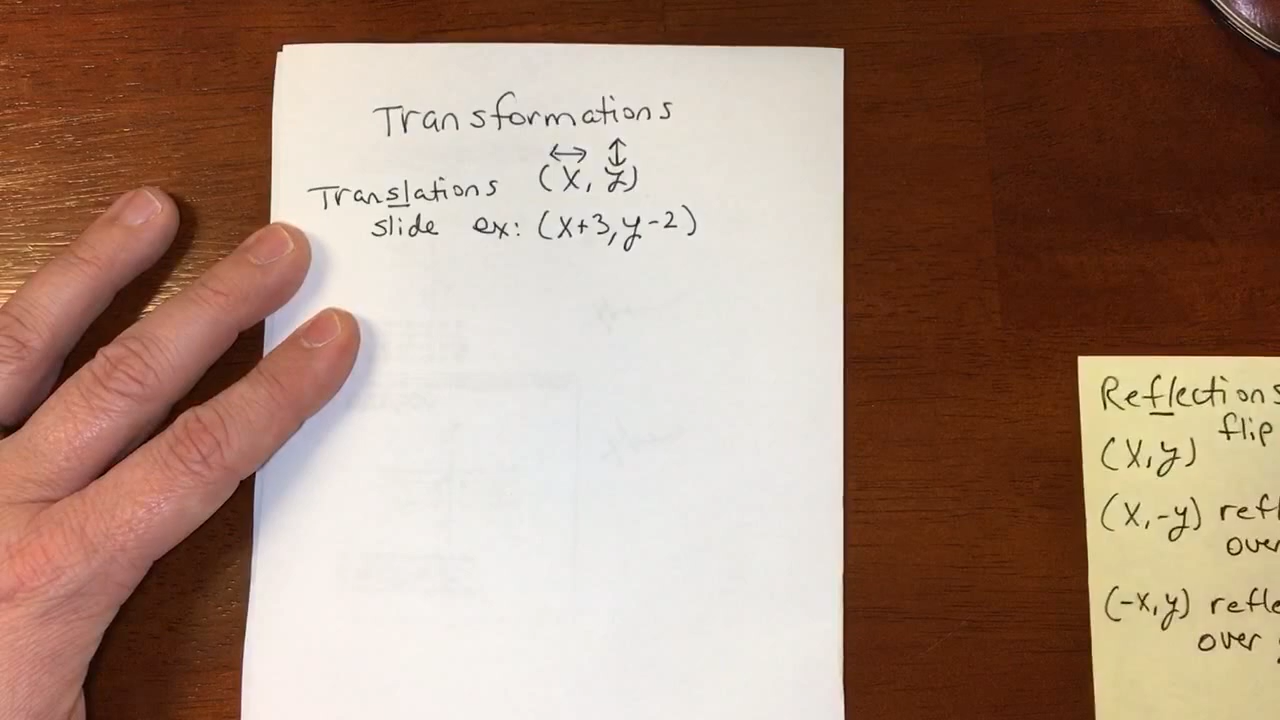 Transformations
↔ ↕
Translations (x, y)
slide ex: (x+3, y-2)
Reflections
flip
(x,y)
(x,-y) refl
over
(-x,y) refle
over